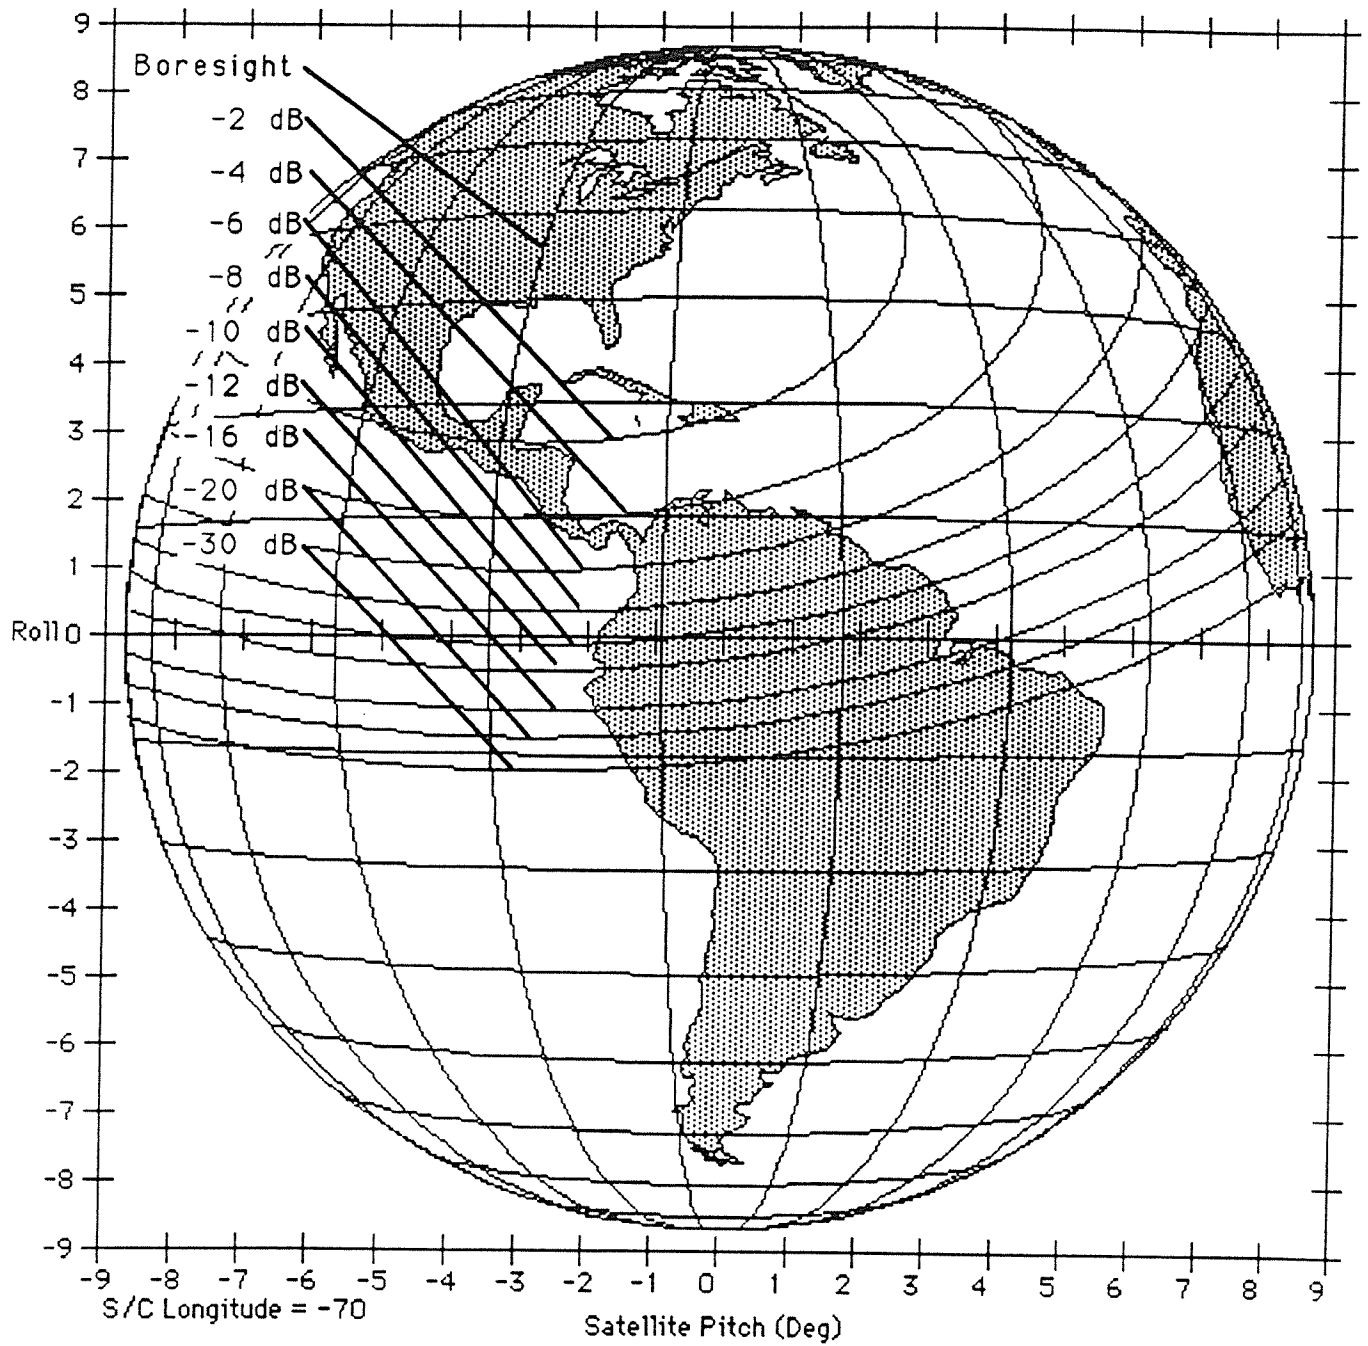 9
Boresight
8
-2 dB
7
-4 dB
6
-6 dB
-8 dB
5
-10 dB
4
-12 dB
3
-16 dB
2
-20 dB
-30 dB
1
Roll 0
-1
-2
-3
-4
-5
-6
-7
-8
-9
-9 -8 -7 -6 -5 -4 -3 -2 -1 0 1 2 3 4 5 6 7 8 9
S/C Longitude = -70
Satellite Pitch (Deg)